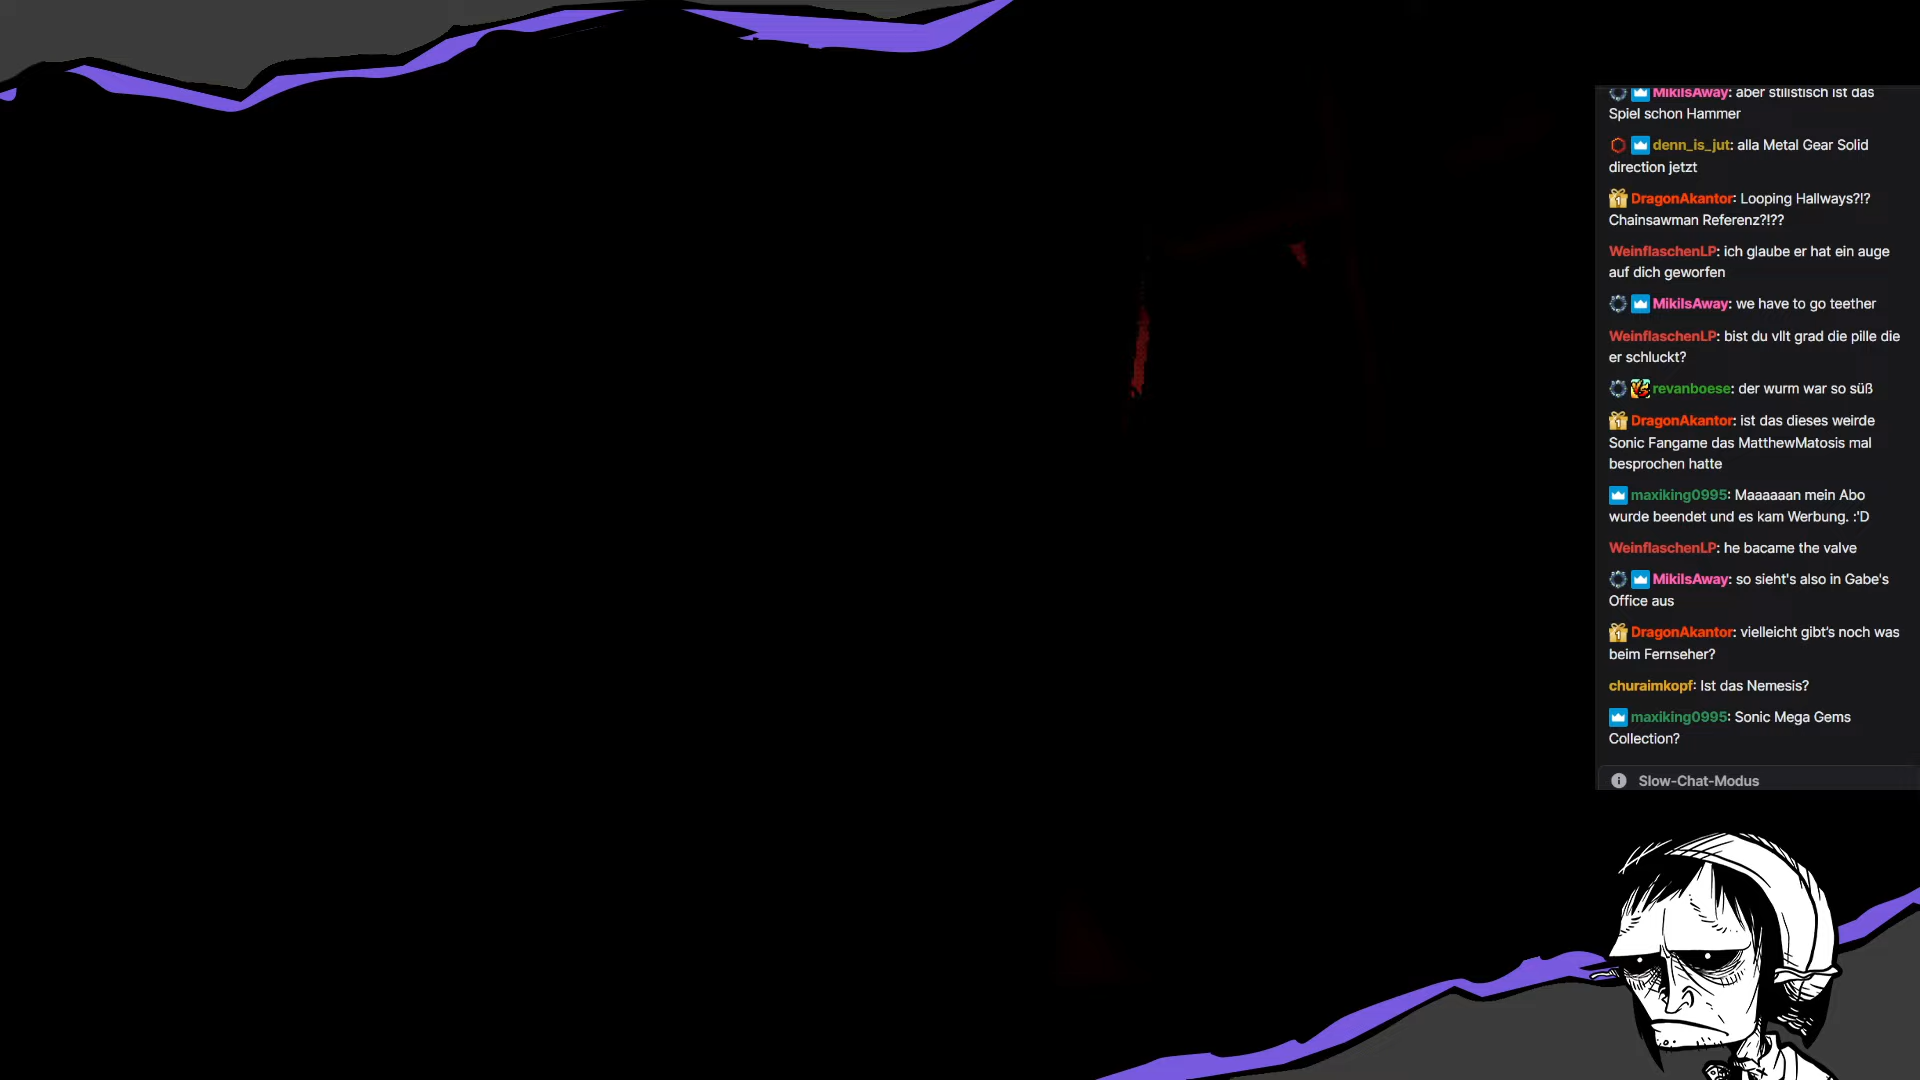 MikiIsAway: aber stilistisch ist das
Spiel schon Hammer
denn_is_jut: alla Metal Gear Solid
direction jetzt
DragonAkantor: Looping Hallways?!?
Chainsawman Referenz?!??
WeinflaschenLP: ich glaube er hat ein auge
auf dich geworfen
MikiIsAway: we have to go teether
WeinflaschenLP: bist du vllt grad die pille die
er schluckt?
revanboese: der wurm war so süß
DragonAkantor: ist das dieses weirde
Sonic Fangame das MatthewMatosis mal
besprochen hatte
maxiking0995: Maaaaaan mein Abo
wurde beendet und es kam Werbung. :'D
WeinflaschenLP: he bacame the valve
MikiIsAway: so sieht's also in Gabe's
Office aus
DragonAkantor: vielleicht gibt's noch was
beim Fernseher?
churaimkopf: Ist das Nemesis?
maxiking0995: Sonic Mega Gems
Collection?
Slow-Chat-Modus